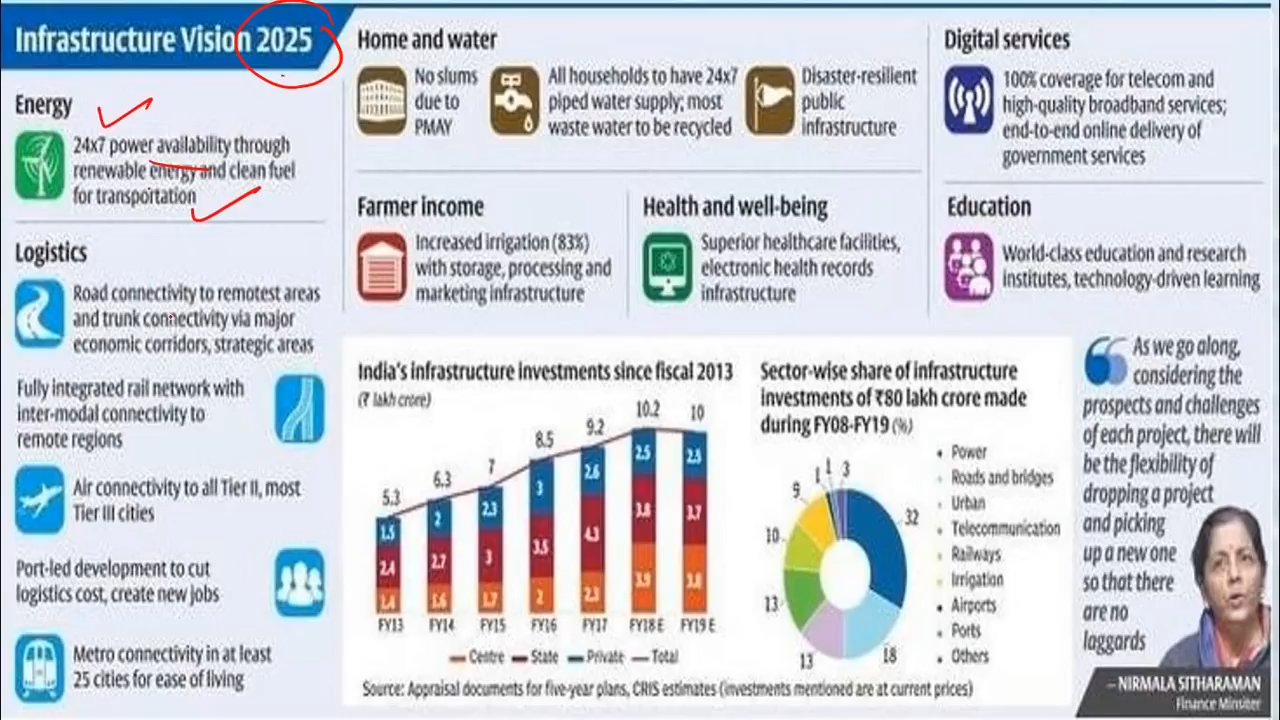 Infrastructure Vision 2025
Energy
24x7 power availability through
renewable energy and clean fuel
for transportation
Logistics
Road connectivity to remotest areas
and trunk connectivity via major
economic corridors, strategic areas
Fully integrated rail network with
inter-modal connectivity to
remote regions
Air connectivity to all Tier II, most
Tier III cities
Port-led development to cut
logistics cost, create new jobs
Metro connectivity in at least
25 cities for ease of living
Home and water
No slums
due to
PMAY
All households to have 24x7
piped water supply; most
waste water to be recycled
Disaster-resilient
public
infrastructure
Digital services
100% coverage for telecom and
high-quality broadband services;
end-to-end online delivery of
government services
Farmer income
Increased irrigation (83%)
with storage, processing and
marketing infrastructure
Health and well-being
Superior healthcare facilities,
electronic health records
infrastructure
Education
World-class education and research
institutes, technology-driven learning
India's infrastructure investments since fiscal 2013
(₹ lakh crore)
5.3 6.3 7 8.5 9.2 10.2 10
1.5 2 2.3 3 2.6 2.5 2.5
2.4 2.7 3 3.5 4.3 3.8 3.7
1.4 1.6 1.7 2 2.3 3.9 3.8
FY13 FY14 FY15 FY16 FY17 FY18 E FY19 E
Centre State Private Total
Sector-wise share of infrastructure
investments of ₹80 lakh crore made
during FY08-FY19 (%)
32
18
13
13
10
9
1
1
3
Power
Roads and bridges
Urban
Telecommunication
Railways
Irrigation
Airports
Ports
Others
Source: Appraisal documents for five-year plans, CRIS estimates (investments mentioned are at current prices)
As we go along,
considering the
prospects and challenges
of each project, there will
be the flexibility of
dropping a project
and picking
up a new one
so that there
are no
laggards
— NIRMALA SITHARAMAN
Finance Minsiter